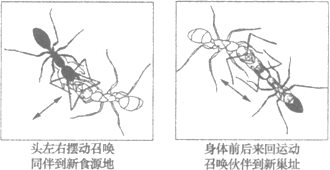 头左右摆动召唤
同伴到新食源地
身体前后来回运动
召唤伙伴到新巢址